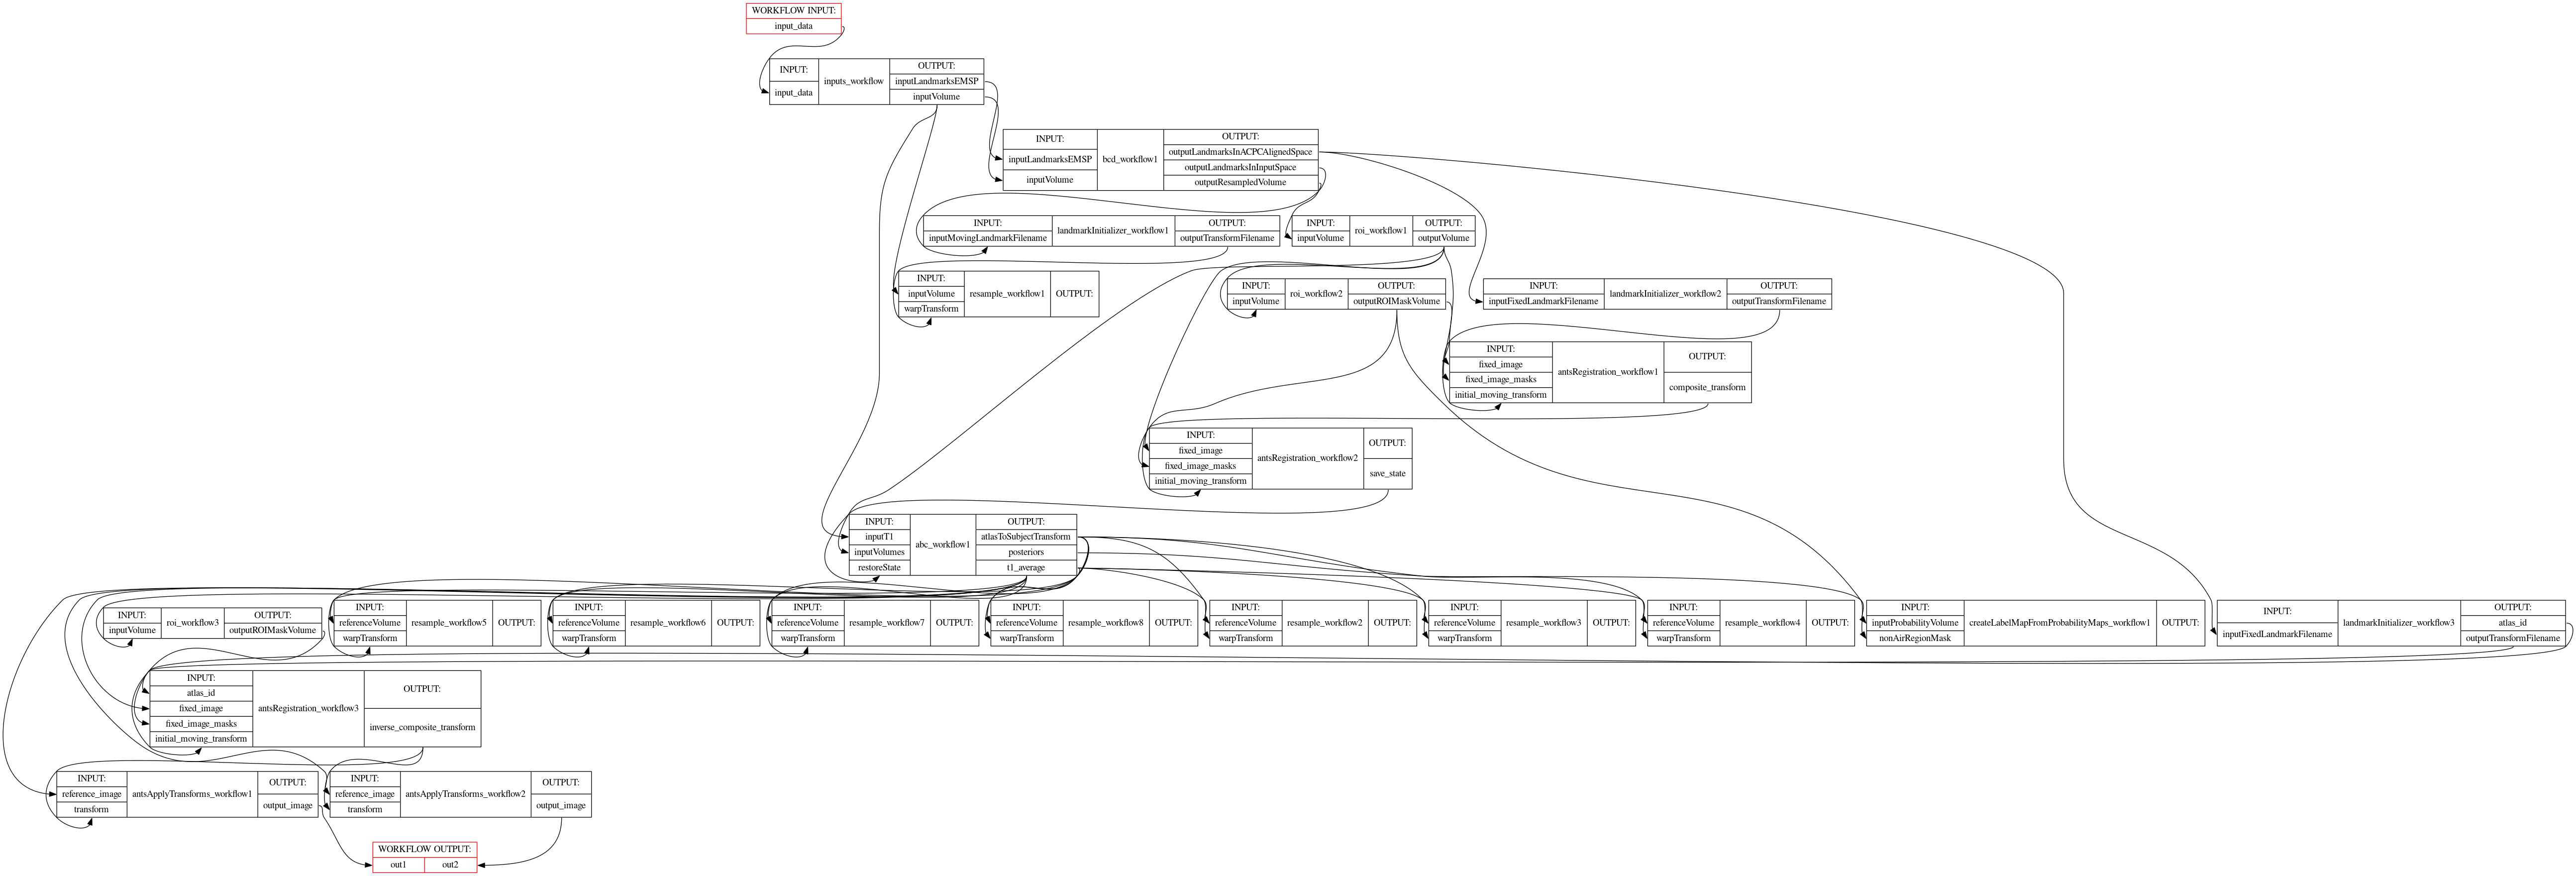 WORKFLOW INPUT:
input_data
INPUT:
input_data
inputs_workflow
OUTPUT:
inputLandmarksEMSP
inputVolume
INPUT:
inputLandmarksEMSP
inputVolume
bcd_workflow1
OUTPUT:
outputLandmarksInACPCAlignedSpace
outputLandmarksInInputSpace
outputResampledVolume
INPUT:
inputMovingLandmarkFilename
landmarkInitializer_workflow1
OUTPUT:
outputTransformFilename
INPUT:
inputVolume
roi_workflow1
OUTPUT:
outputVolume
INPUT:
inputVolume
warpTransform
resample_workflow1
OUTPUT:
INPUT:
inputVolume
roi_workflow2
OUTPUT:
outputROIMaskVolume
INPUT:
inputFixedLandmarkFilename
landmarkInitializer_workflow2
OUTPUT:
outputTransformFilename
INPUT:
fixed_image
fixed_image_masks
initial_moving_transform
antsRegistration_workflow1
OUTPUT:
composite_transform
INPUT:
fixed_image
fixed_image_masks
initial_moving_transform
antsRegistration_workflow2
OUTPUT:
save_state
INPUT:
inputT1
inputVolumes
restoreState
abc_workflow1
OUTPUT:
atlasToSubjectTransform
posteriors
t1_average
INPUT:
inputVolume
roi_workflow3
OUTPUT:
outputROIMaskVolume
INPUT:
referenceVolume
warpTransform
resample_workflow5
OUTPUT:
INPUT:
referenceVolume
warpTransform
resample_workflow6
OUTPUT:
INPUT:
referenceVolume
warpTransform
resample_workflow7
OUTPUT:
INPUT:
referenceVolume
warpTransform
resample_workflow8
OUTPUT:
INPUT:
referenceVolume
warpTransform
resample_workflow2
OUTPUT:
INPUT:
referenceVolume
warpTransform
resample_workflow3
OUTPUT:
INPUT:
referenceVolume
warpTransform
resample_workflow4
OUTPUT:
INPUT:
inputProbabilityVolume
nonAirRegionMask
createLabelMapFromProbabilityMaps_workflow1
OUTPUT:
INPUT:
inputFixedLandmarkFilename
landmarkInitializer_workflow3
OUTPUT:
atlas_id
outputTransformFilename
INPUT:
atlas_id
fixed_image
fixed_image_masks
initial_moving_transform
antsRegistration_workflow3
OUTPUT:
inverse_composite_transform
INPUT:
reference_image
transform
antsApplyTransforms_workflow1
OUTPUT:
output_image
INPUT:
reference_image
transform
antsApplyTransforms_workflow2
OUTPUT:
output_image
WORKFLOW OUTPUT:
out1
out2